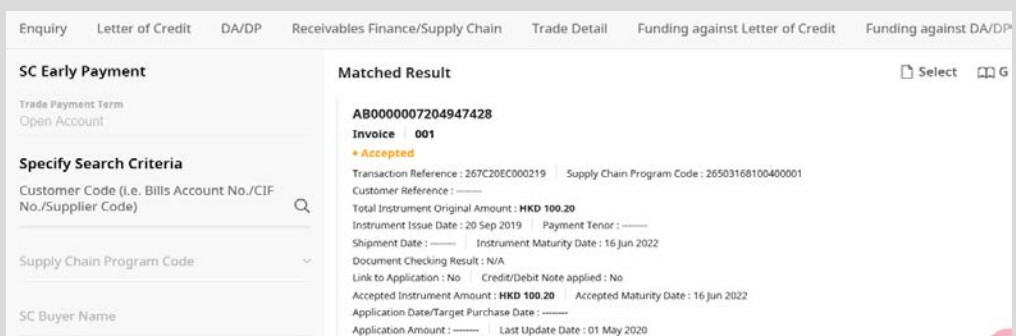 Enquiry Letter of Credit DA/DP Receivables Finance/Supply Chain Trade Detail Funding against Letter of Credit Funding against DA/DP
SC Early Payment
Trade Payment Term
Open Account
Specify Search Criteria
Customer Code (i.e. Bills Account No./CIF
No./Supplier Code)
Supply Chain Program Code
SC Buyer Name
Matched Result
Select G
AB0000007204947428
Invoice 001
• Accepted
Transaction Reference : 267C20EC000219 Supply Chain Program Code : 26503168100400001
Customer Reference : --------
Total Instrument Original Amount : HKD 100.20
Instrument Issue Date : 20 Sep 2019 Payment Tenor : --------
Shipment Date : -------- Instrument Maturity Date : 16 Jun 2022
Document Checking Result : N/A
Link to Application : No Credit/Debit Note applied : No
Accepted Instrument Amount : HKD 100.20 Accepted Maturity Date : 16 Jun 2022
Application Date/Target Purchase Date : --------
Application Amount : -------- Last Update Date : 01 May 2020